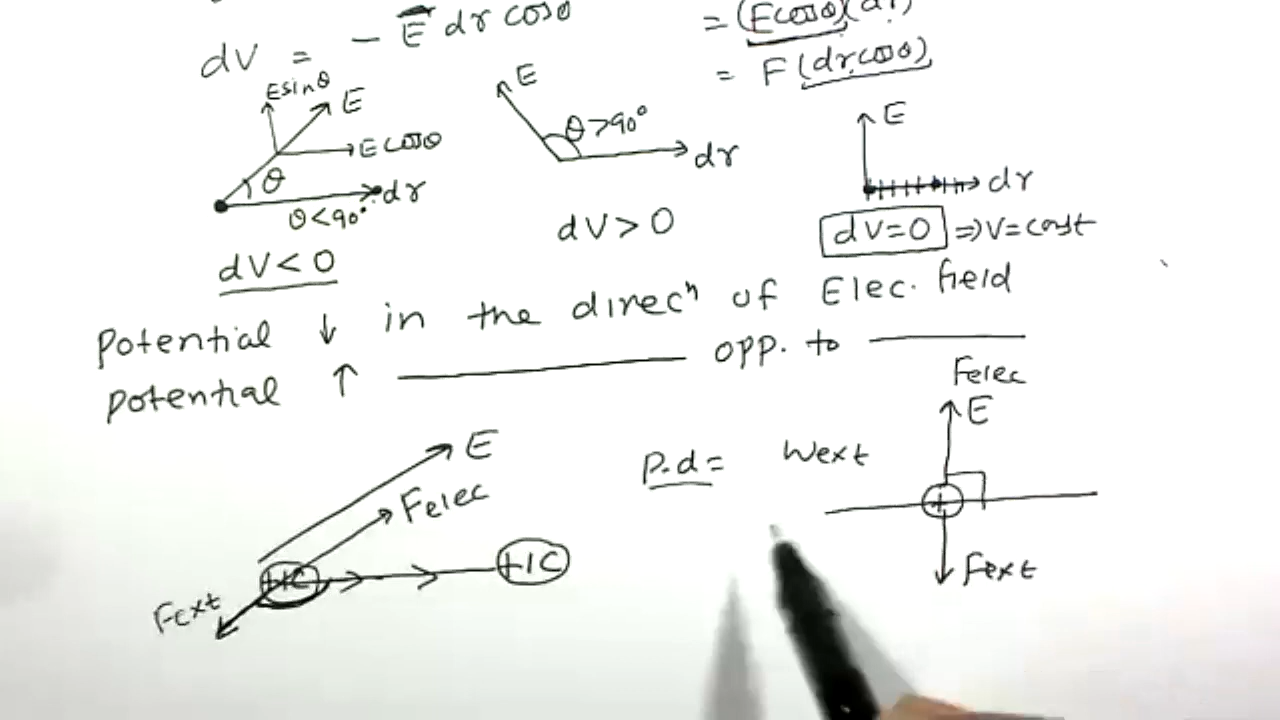 dV = - E dr cosθ
= (Ecosθ)(dr)
= F (dr cosθ)
Esinθ
E
Ecosθ
θ
dr
θ<90°
dV<0
E
θ>90°
dr
dV>0
E
dr
dV=0 ⇒V=const
Potential ↓ in the direcⁿ of Elec. field
Potential ↑ ——— opp. to ———
E
Felec
+1C
+1C
Fext
P.d= Wext
Felec
E
+
Fext